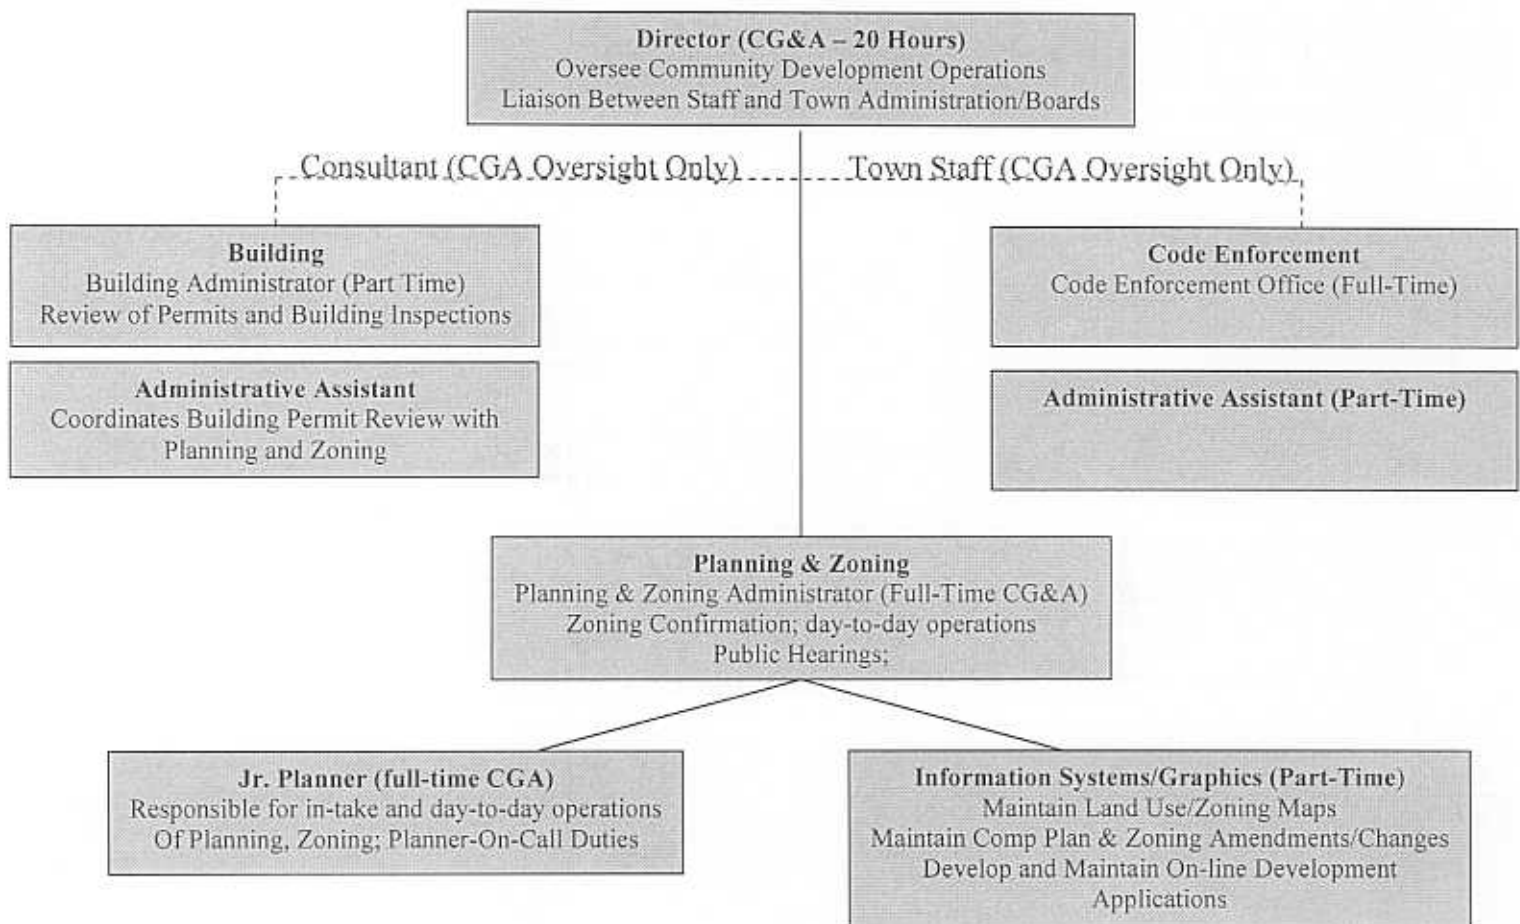 Director (CG&A – 20 Hours)
Oversee Community Development Operations
Liaison Between Staff and Town Administration/Boards
Consultant (CGA Oversight Only)
Town Staff (CGA Oversight Only)
Building
Building Administrator (Part Time)
Review of Permits and Building Inspections
Code Enforcement
Code Enforcement Office (Full-Time)
Administrative Assistant
Coordinates Building Permit Review with
Planning and Zoning
Administrative Assistant (Part-Time)
Planning & Zoning
Planning & Zoning Administrator (Full-Time CG&A)
Zoning Confirmation; day-to-day operations
Public Hearings;
Jr. Planner (full-time CGA)
Responsible for in-take and day-to-day operations
Of Planning, Zoning; Planner-On-Call Duties
Information Systems/Graphics (Part-Time)
Maintain Land Use/Zoning Maps
Maintain Comp Plan & Zoning Amendments/Changes
Develop and Maintain On-line Development
Applications